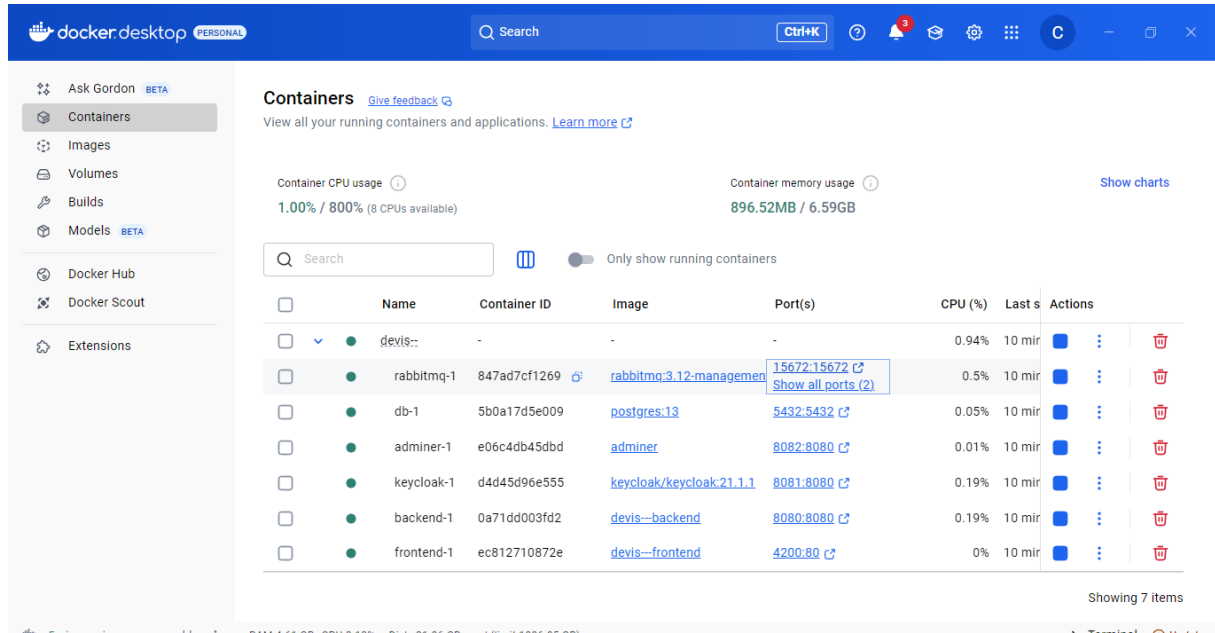 docker.desktop PERSONAL Search Ctrl+K 3 C
Ask Gordon BETA
Containers
Images
Volumes
Builds
Models BETA
Docker Hub
Docker Scout
Extensions
Containers Give feedback
View all your running containers and applications. Learn more
Container CPU usage
1.00% / 800% (8 CPUs available)
Container memory usage
896.52MB / 6.59GB
Show charts
Search Only show running containers
Name Container ID Image Port(s) CPU (%) Last s Actions
devis-- - - - 0.94% 10 min
rabbitmq-1 847ad7cf1269 rabbitmq:3.12-managemen 15672:15672 0.5% 10 min
Show all ports (2)
db-1 5b0a17d5e009 postgres:13 5432:5432 0.05% 10 min
adminer-1 e06c4db45dbd adminer 8082:8080 0.01% 10 min
keycloak-1 d4d45d96e555 keycloak/keycloak:21.1.1 8081:8080 0.19% 10 min
backend-1 0a71dd003fd2 devis---backend 8080:8080 0.19% 10 min
frontend-1 ec812710872e devis---frontend 4200:80 0% 10 min
Showing 7 items